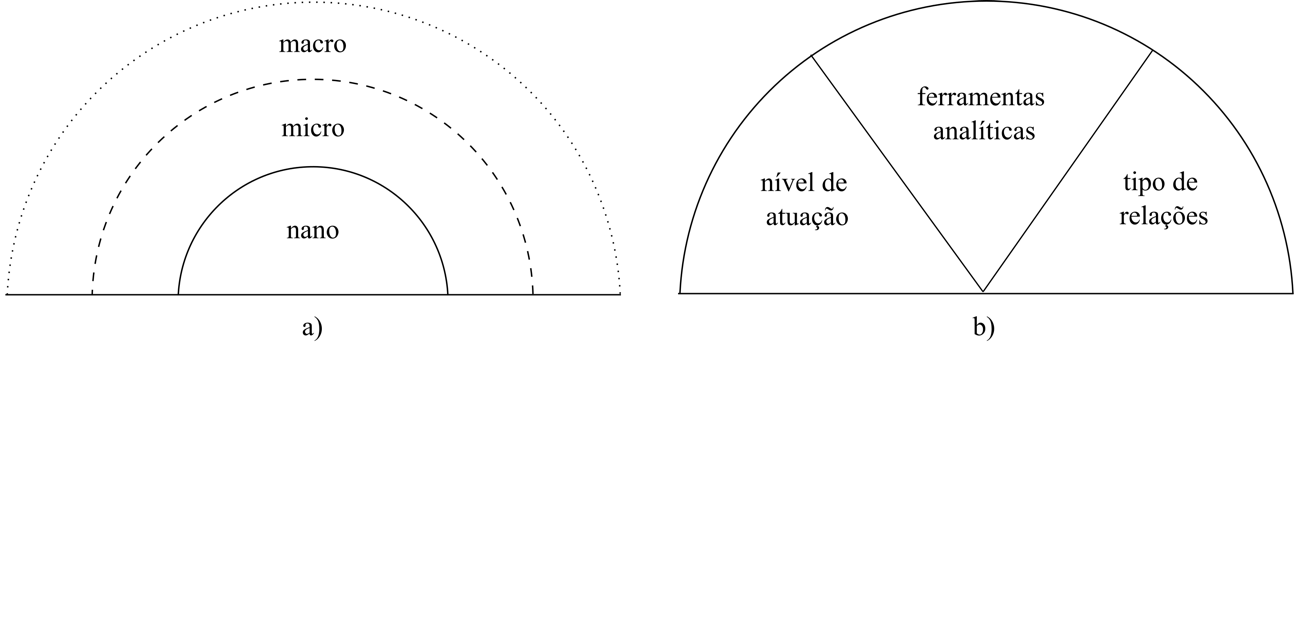 macro
micro
nano
a)
ferramentas
analíticas
nível de
atuação
tipo de
relações
b)